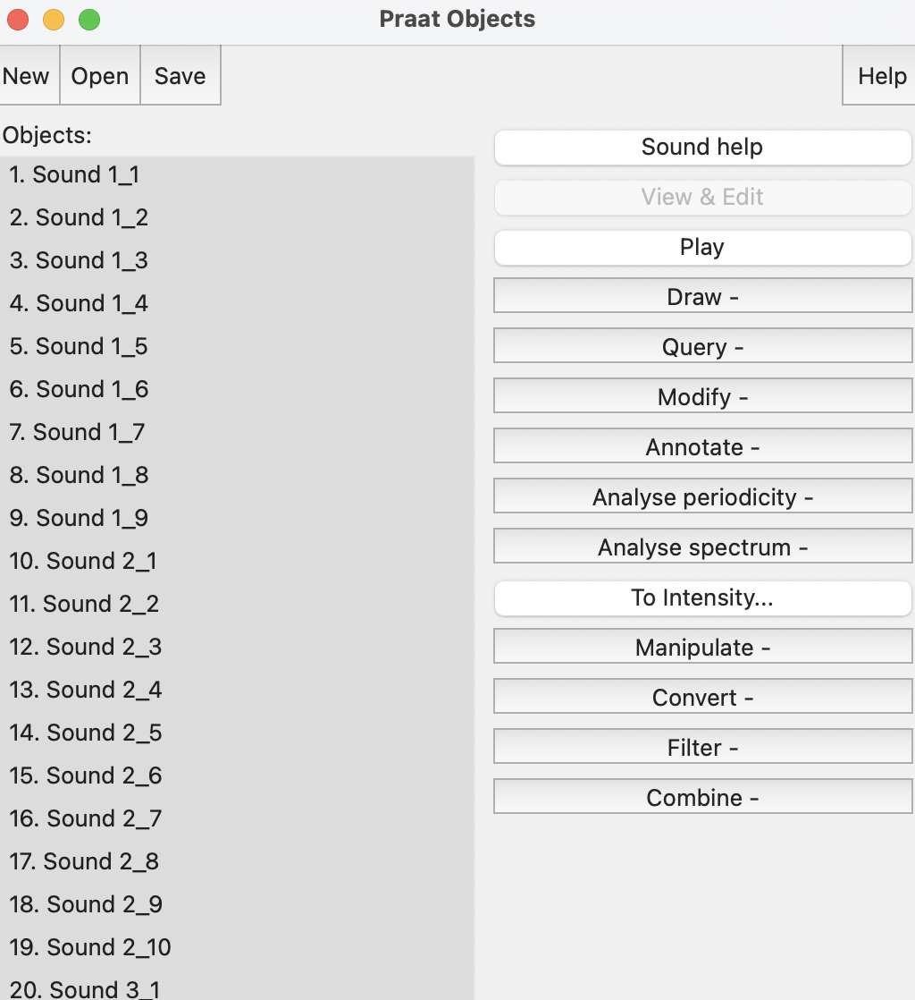 Praat Objects
New Open Save Help
Objects:
1. Sound 1_1
2. Sound 1_2
3. Sound 1_3
4. Sound 1_4
5. Sound 1_5
6. Sound 1_6
7. Sound 1_7
8. Sound 1_8
9. Sound 1_9
10. Sound 2_1
11. Sound 2_2
12. Sound 2_3
13. Sound 2_4
14. Sound 2_5
15. Sound 2_6
16. Sound 2_7
17. Sound 2_8
18. Sound 2_9
19. Sound 2_10
20. Sound 3_1
Sound help
View & Edit
Play
Draw -
Query -
Modify -
Annotate -
Analyse periodicity -
Analyse spectrum -
To Intensity...
Manipulate -
Convert -
Filter -
Combine -